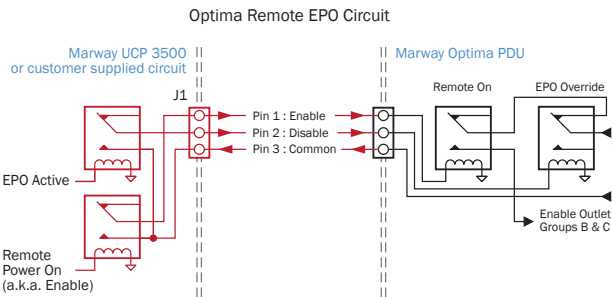 Optima Remote EPO Circuit
Marway UCP 3500
or customer supplied circuit
Marway Optima PDU
J1
Remote On
EPO Override
Pin 1 : Enable
Pin 2 : Disable
Pin 3 : Common
EPO Active
Enable Outlet
Groups B & C
Remote
Power On
(a.k.a. Enable)